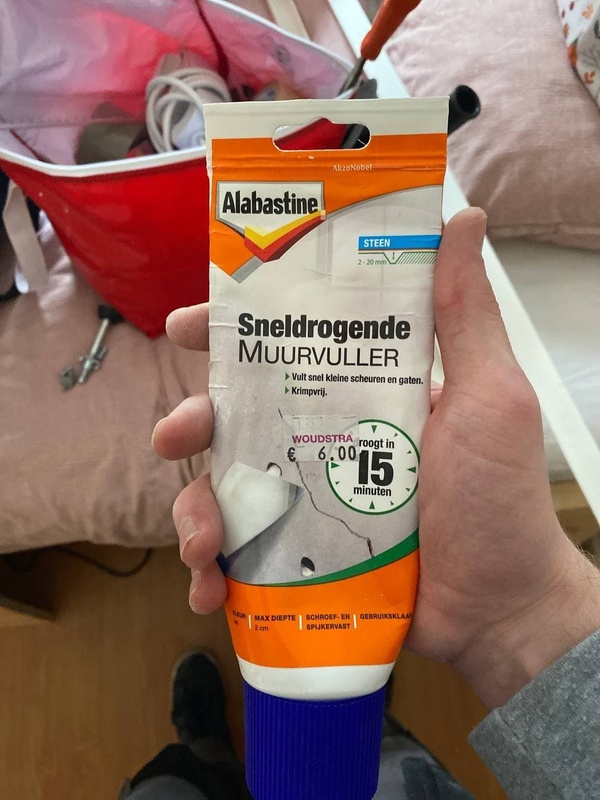 AkzoNobel
Alabastine
STEEN
2 - 20 mm
Sneldrogende
MUURVULLER
Vult snel kleine scheuren en gaten.
Krimpvrij.
WOUDSTRA
€ 6.00
roogt in
15
minuten
MAX DIEPTE
2 cm
SCHROEF- EN
SPIJKERVAST
GEBRUIKSKLAA